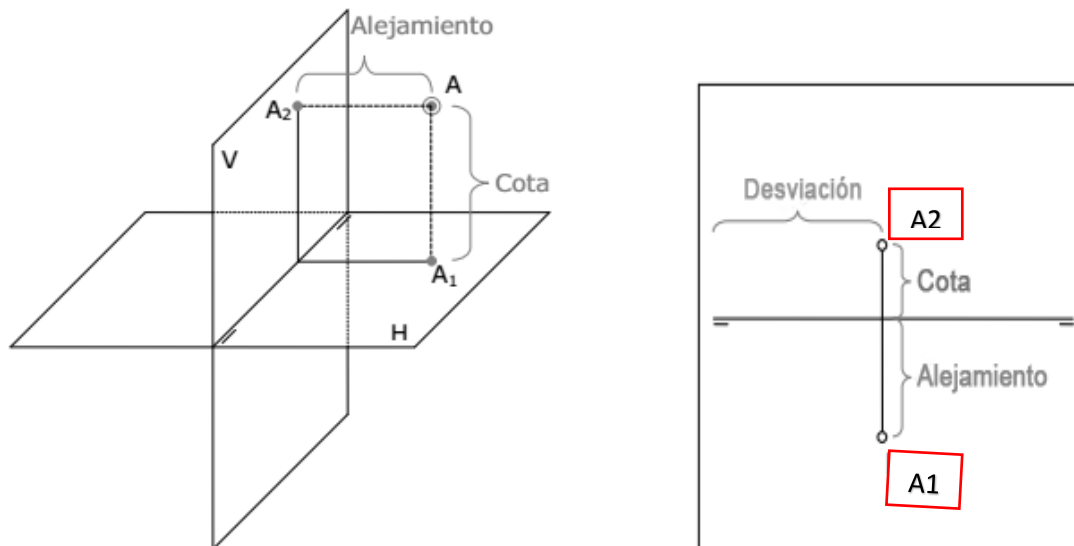 Alejamiento
A
A₂
V
Cota
A₁
H
Desviación
A2
Cota
Alejamiento
A1